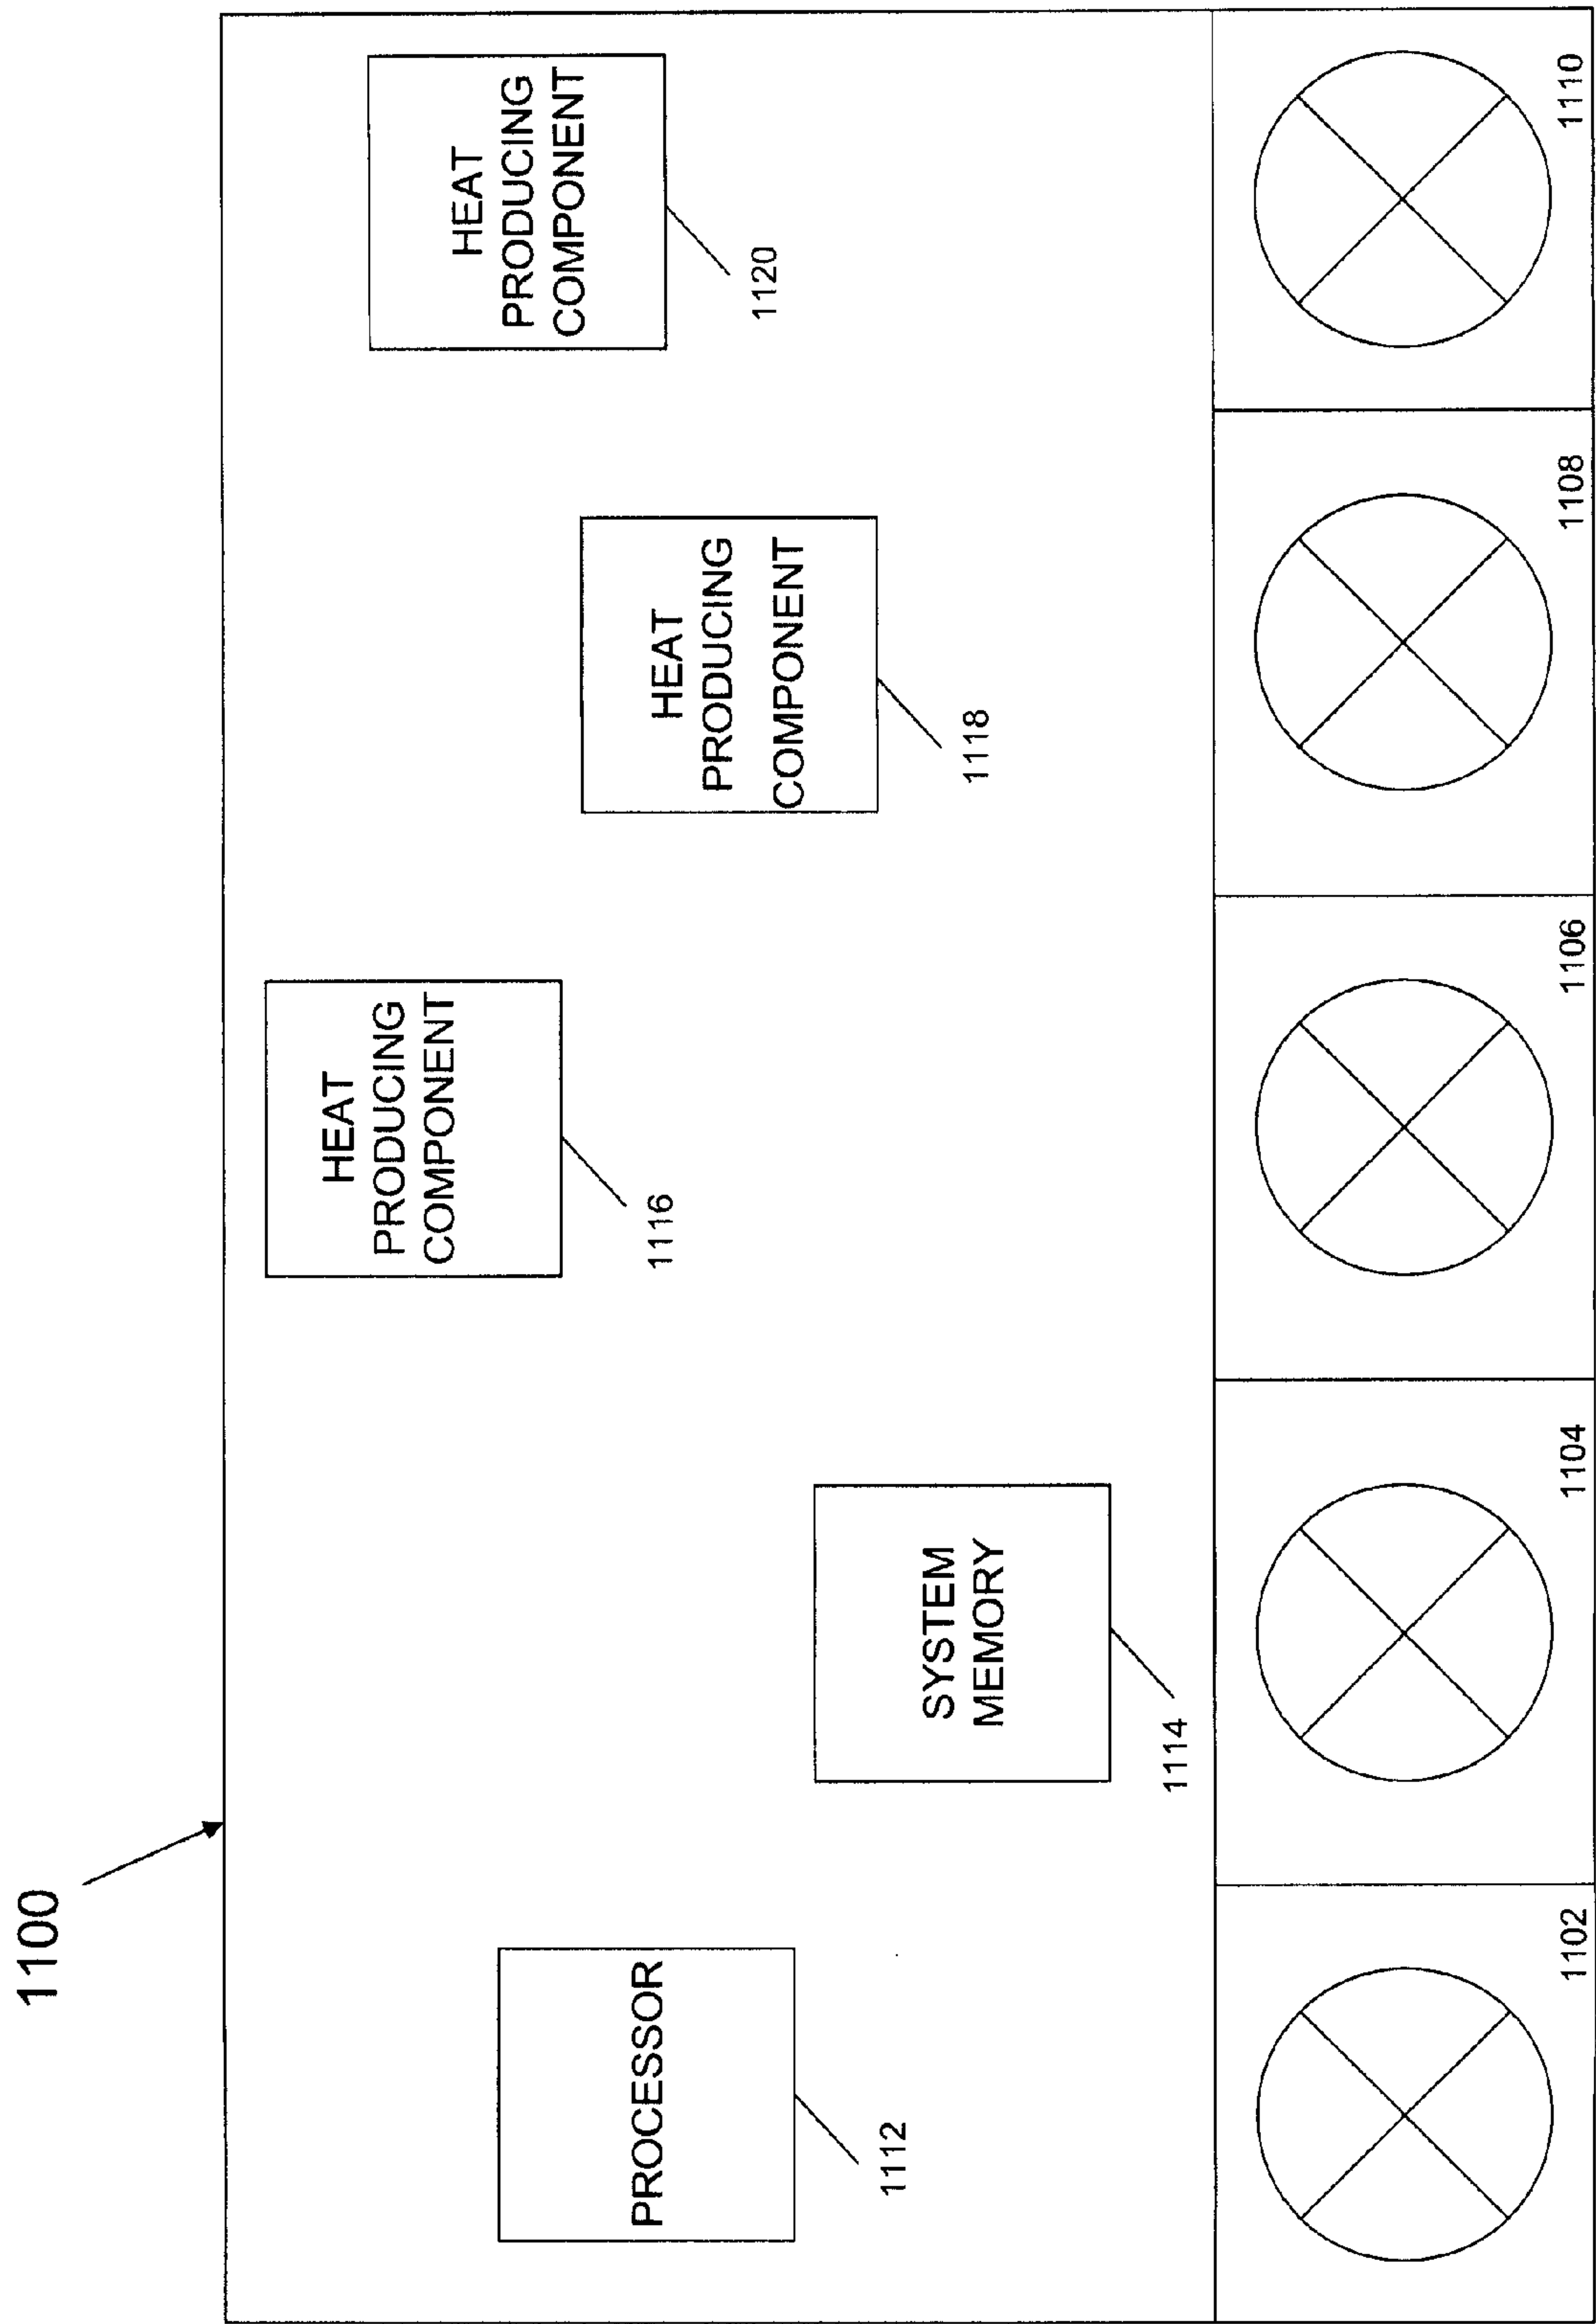 1100
PROCESSOR
1112
SYSTEM
MEMORY
1114
HEAT
PRODUCING
COMPONENT
1116
HEAT
PRODUCING
COMPONENT
1118
HEAT
PRODUCING
COMPONENT
1120
1102
1104
1106
1108
1110